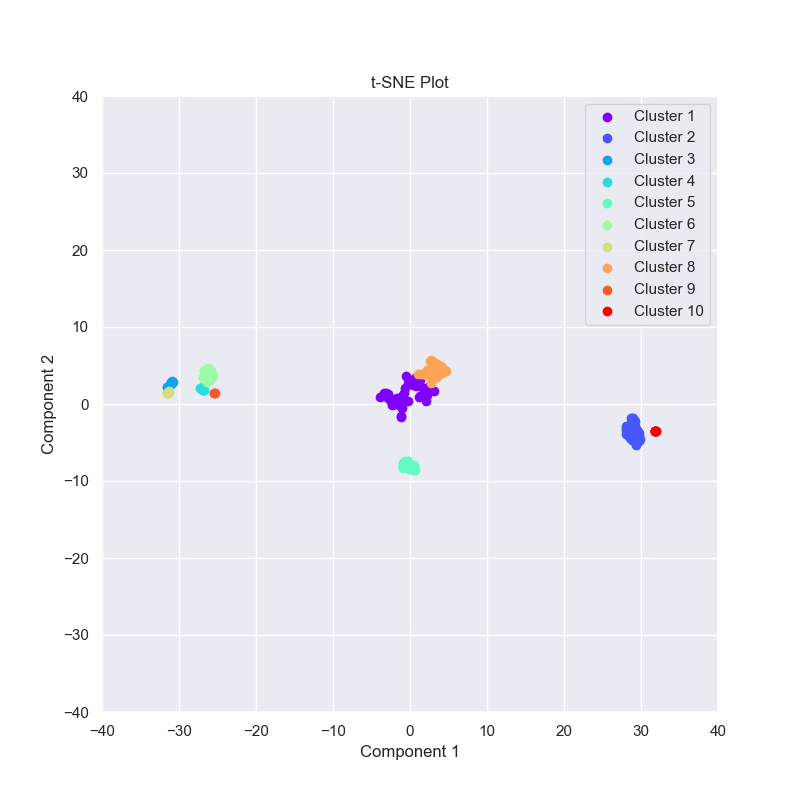 t-SNE Plot
Cluster 1
Cluster 2
Cluster 3
Cluster 4
Cluster 5
Cluster 6
Cluster 7
Cluster 8
Cluster 9
Cluster 10
Component 2
40
30
20
10
0
−10
−20
−30
−40
−40 −30 −20 −10 0 10 20 30 40
Component 1